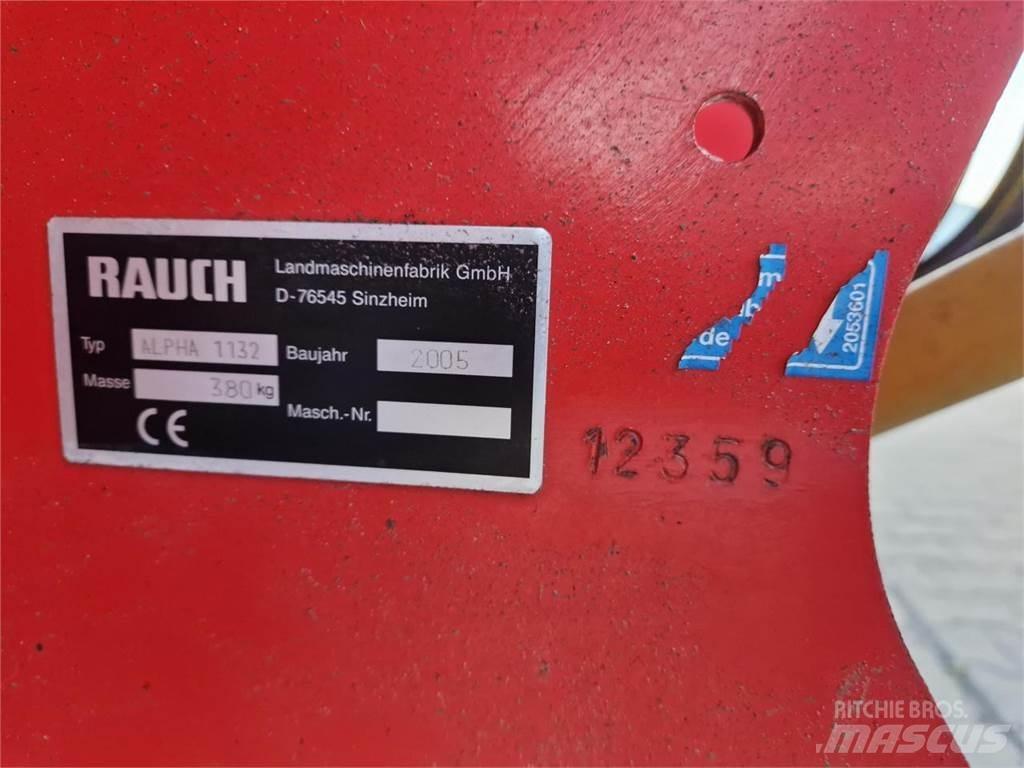 RAUCH
Landmaschinenfabrik GmbH
D-76545 Sinzheim
Typ ALPHA 1132 Baujahr 2005
Masse 380 kg Masch.-Nr.
CE
12359
de
2053601
RITCHIE BROS.
MASCUS